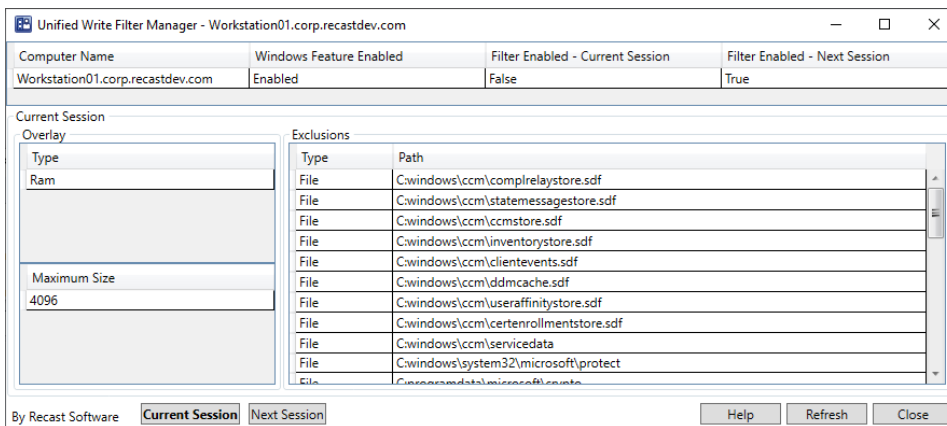 Unified Write Filter Manager - Workstation01.corp.recastdev.com
Computer Name Windows Feature Enabled Filter Enabled - Current Session Filter Enabled - Next Session
Workstation01.corp.recastdev.com Enabled False True
Current Session
Overlay
Type
Ram
Maximum Size
4096
Exclusions
Type Path
File C:windows\ccm\complrelaystore.sdf
File C:windows\ccm\statemessagestore.sdf
File C:windows\ccm\ccmstore.sdf
File C:windows\ccm\inventorystore.sdf
File C:windows\ccm\clientevents.sdf
File C:windows\ccm\ddmcache.sdf
File C:windows\ccm\useraffinitystore.sdf
File C:windows\ccm\certenrollmentstore.sdf
File C:windows\ccm\servicedata
File C:windows\system32\microsoft\protect
File C:programdata\microsoft\crypto
By Recast Software Current Session Next Session Help Refresh Close